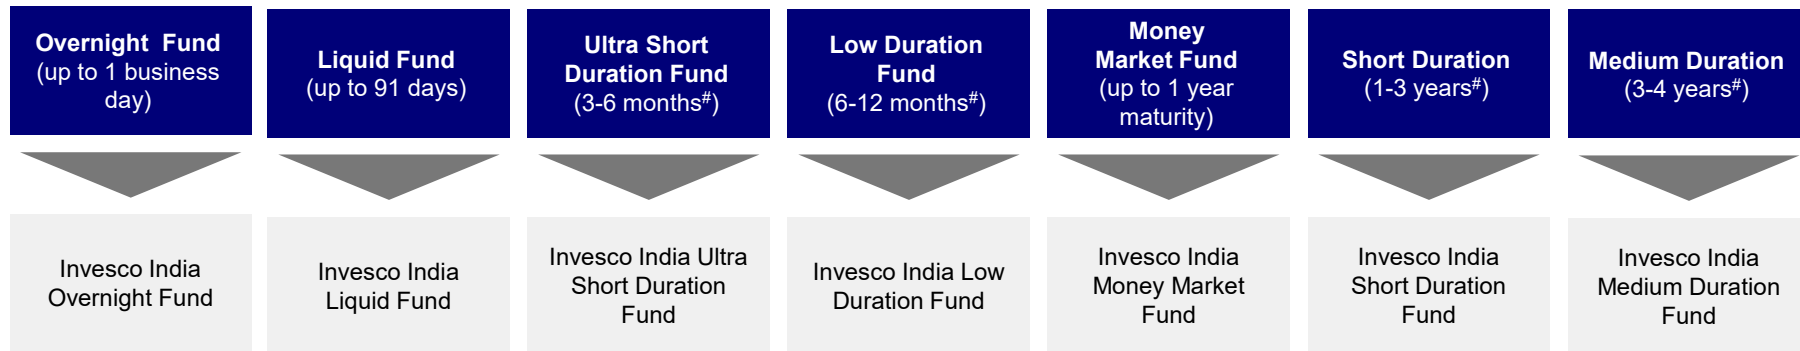 Overnight  Fund
(up to 1 business
day)
Liquid Fund
(up to 91 days)
Ultra Short
Duration Fund
(3-6 months#)
Low Duration
Fund
(6-12 months#)
Money
Market Fund
(up to 1 year
maturity)
Short Duration
(1-3 years#)
Medium Duration
(3-4 years#)
Invesco India
Overnight Fund
Invesco India
Liquid Fund
Invesco India Ultra
Short Duration
Fund
Invesco India Low
Duration Fund
Invesco India
Money Market
Fund
Invesco India
Short Duration
Fund
Invesco India
Medium Duration
Fund